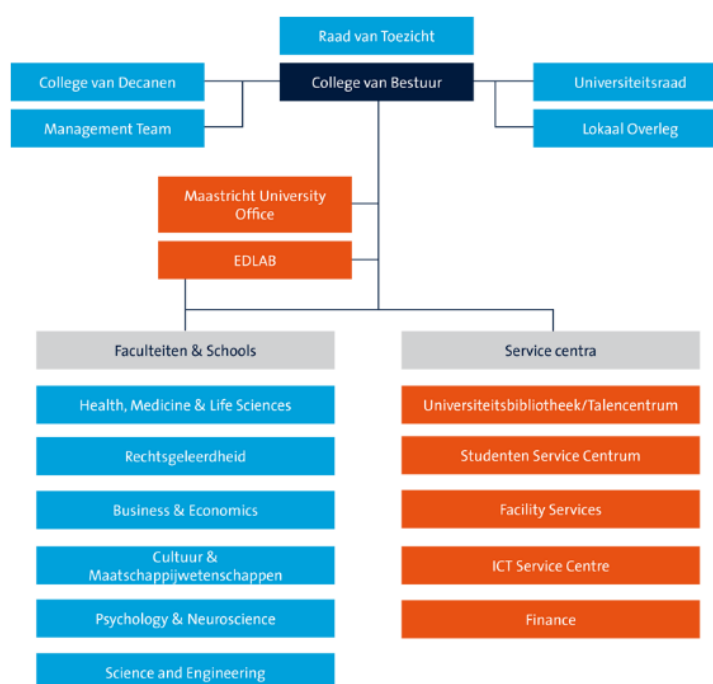 Raad van Toezicht
College van Decanen
College van Bestuur
Universiteitsraad
Management Team
Lokaal Overleg
Maastricht University
Office
EDLAB
Faculteiten & Schools
Service centra
Health, Medicine & Life Sciences
Universiteitsbibliotheek/Talencentrum
Rechtsgeleerdheid
Studenten Service Centrum
Business & Economics
Facility Services
Cultuur &
Maatschappijwetenschappen
ICT Service Centre
Psychology & Neuroscience
Finance
Science and Engineering